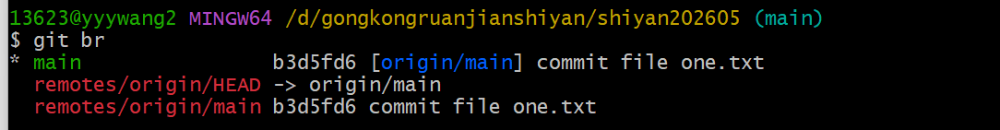 13623@yyywang2 MINGW64 /d/gongkongruanjianshiyan/shiyan202605 (main)
$ git br
* main                b3d5fd6 [origin/main] commit file one.txt
  remotes/origin/HEAD -> origin/main
  remotes/origin/main b3d5fd6 commit file one.txt